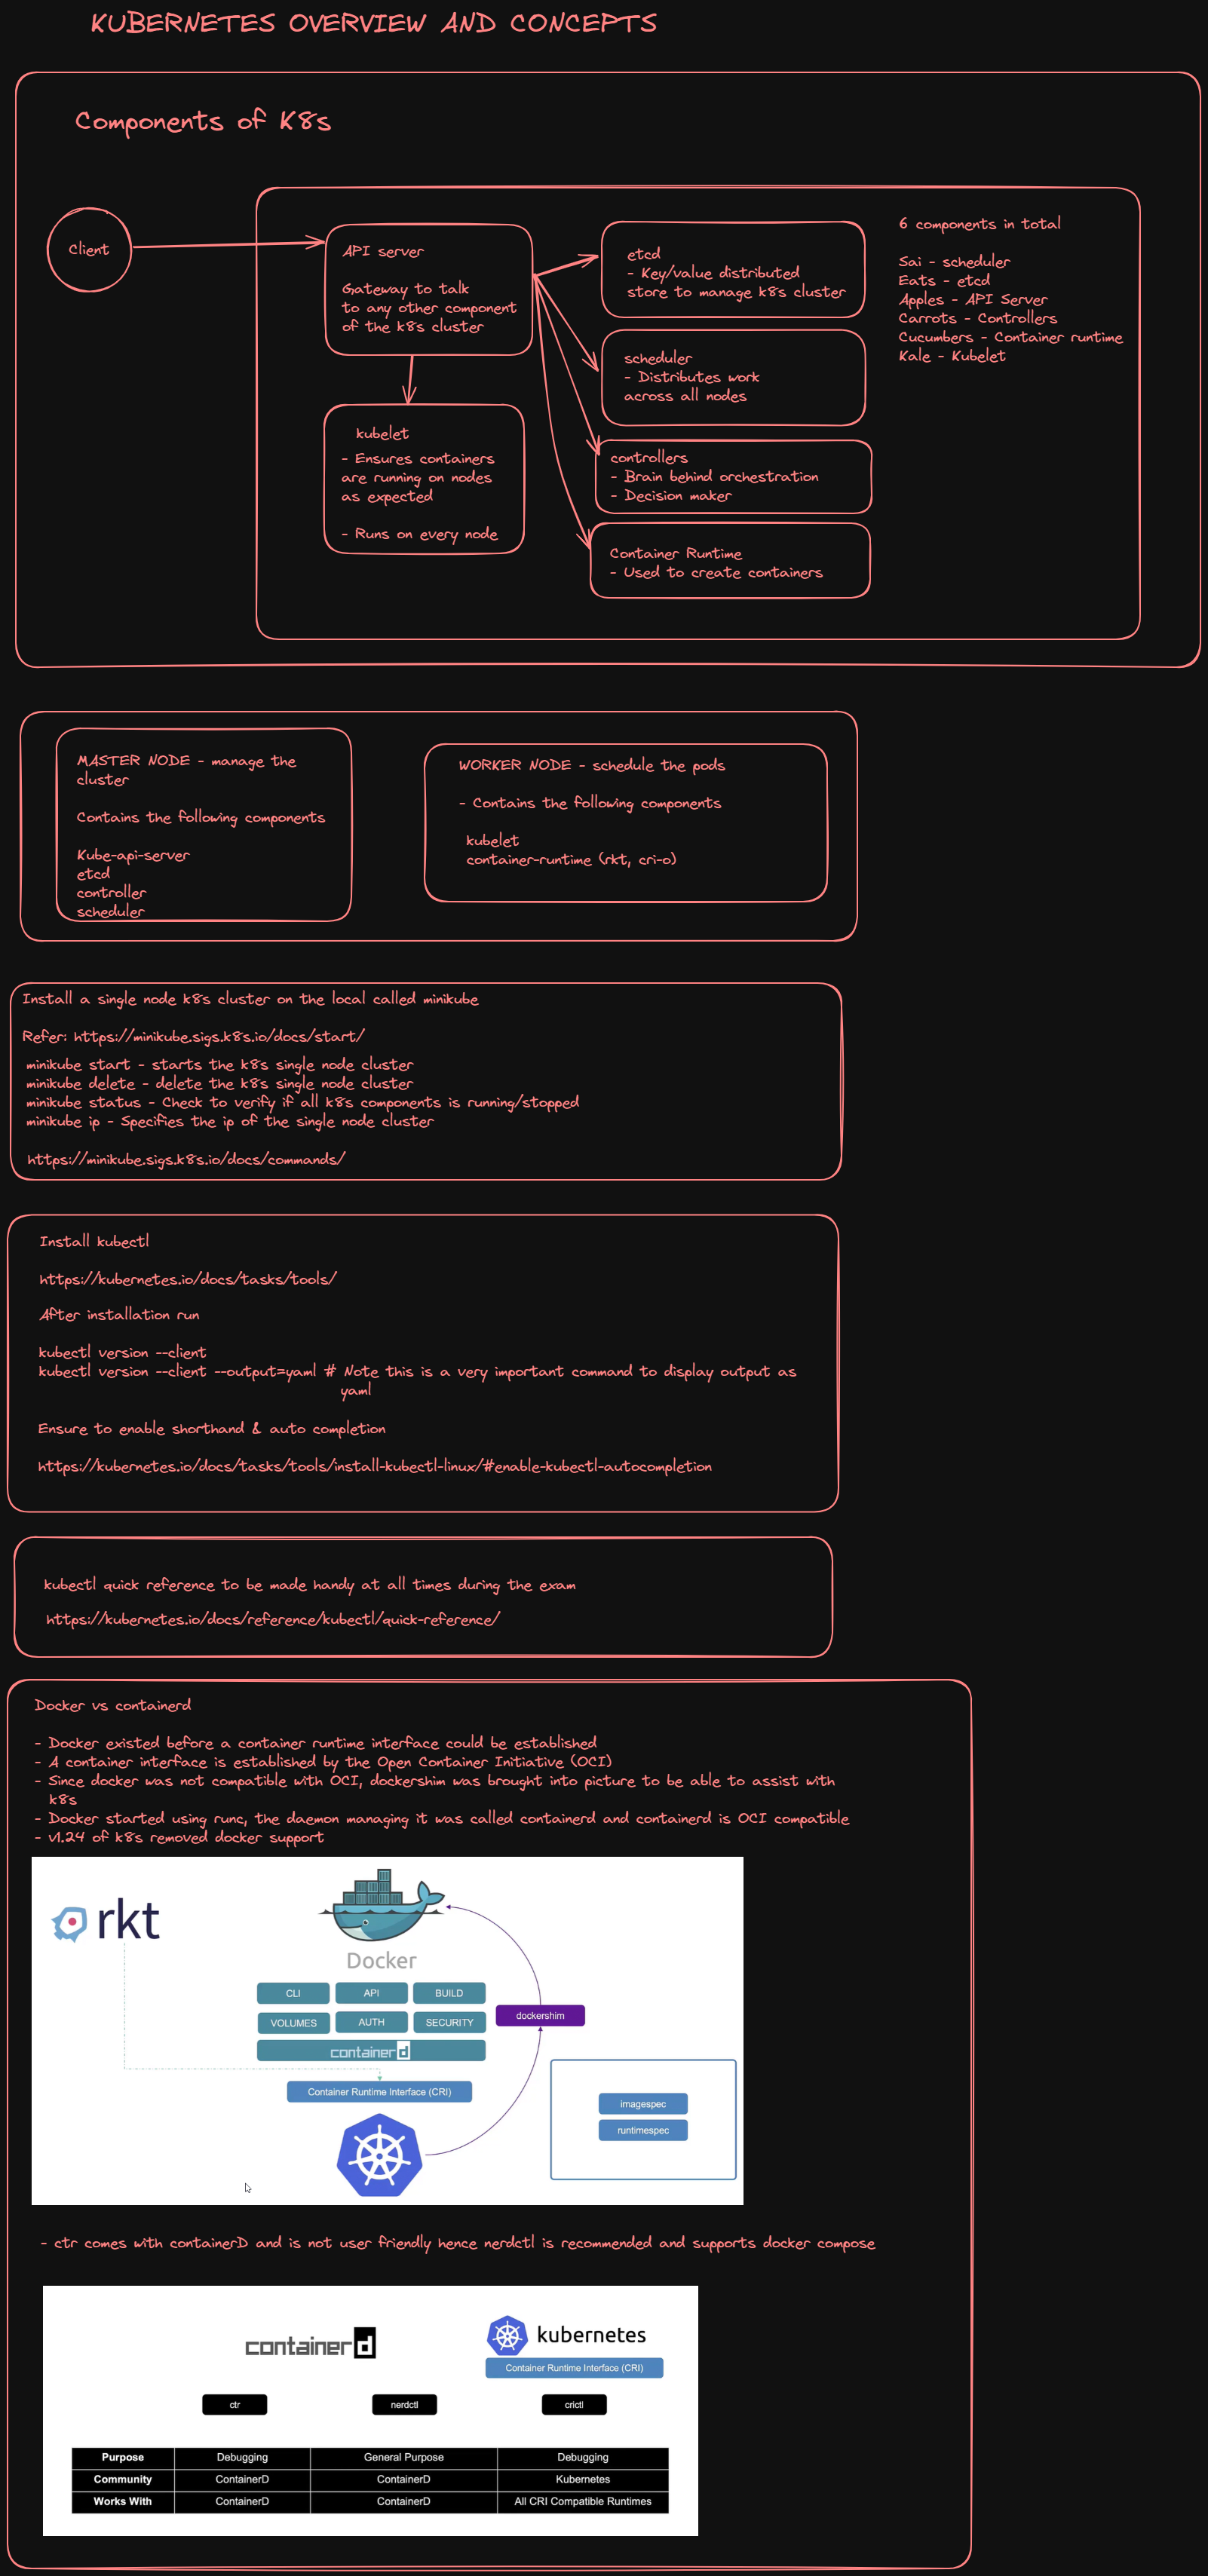 KUBERNETES OVERVIEW AND CONCEPTS
Components of K8s
Client
API server
Gateway to talk
to any other component
of the k8s cluster
etcd
- Key/value distributed
store to manage k8s cluster
scheduler
- Distributes work
across all nodes
controllers
- Brain behind orchestration
- Decision maker
Container Runtime
- Used to create containers
kubelet
- Ensures containers
are running on nodes
as expected
- Runs on every node
6 components in total
Sai - scheduler
Eats - etcd
Apples - API Server
Carrots - Controllers
Cucumbers - Container runtime
Kale - Kubelet
MASTER NODE - manage the
cluster
Contains the following components
Kube-api-server
etcd
controller
scheduler
WORKER NODE - schedule the pods
- Contains the following components
kubelet
container-runtime (rkt, cri-o)
Install a single node k8s cluster on the local called minikube
Refer: https://minikube.sigs.k8s.io/docs/start/
minikube start - starts the k8s single node cluster
minikube delete - delete the k8s single node cluster
minikube status - Check to verify if all k8s components is running/stopped
minikube ip - Specifies the ip of the single node cluster
https://minikube.sigs.k8s.io/docs/commands/
Install kubectl
https://kubernetes.io/docs/tasks/tools/
After installation run
kubectl version --client
kubectl version --client --output=yaml # Note this is a very important command to display output as
yaml
Ensure to enable shorthand & auto completion
https://kubernetes.io/docs/tasks/tools/install-kubectl-linux/#enable-kubectl-autocompletion
kubectl quick reference to be made handy at all times during the exam
https://kubernetes.io/docs/reference/kubectl/quick-reference/
Docker vs containerd
- Docker existed before a container runtime interface could be established
- A container interface is established by the Open Container Initiative (OCI)
- Since docker was not compatible with OCI, dockershim was brought into picture to be able to assist with
k8s
- Docker started using runc, the daemon managing it was called containerd and containerd is OCI compatible
- v1.24 of k8s removed docker support
rkt
Docker
CLI API BUILD
VOLUMES AUTH SECURITY
containerd
dockershim
Container Runtime Interface (CRI)
imagespec
runtimespec
- ctr comes with containerD and is not user friendly hence nerdctl is recommended and supports docker compose
containerd
kubernetes
Container Runtime Interface (CRI)
ctr nerdctl crictl
Purpose Debugging General Purpose Debugging
Community ContainerD ContainerD Kubernetes
Works With ContainerD ContainerD All CRI Compatible Runtimes